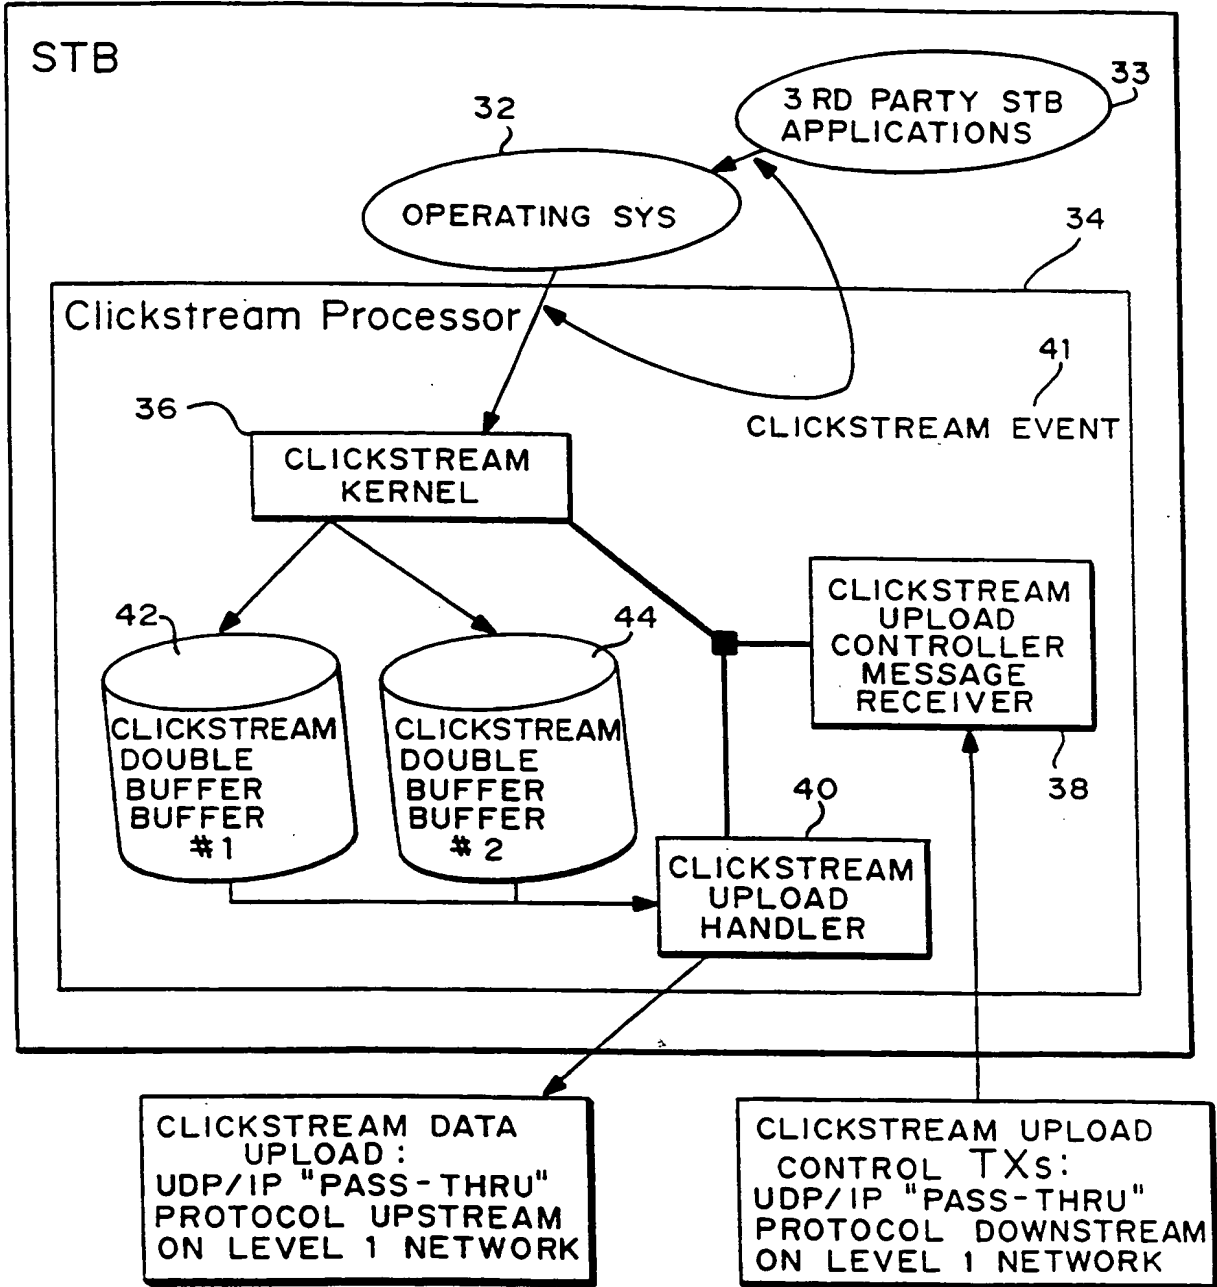 STB
33
3 RD PARTY STB
APPLICATIONS
32
OPERATING SYS
34
Clickstream Processor
41
CLICKSTREAM EVENT
36
CLICKSTREAM
KERNEL
CLICKSTREAM
UPLOAD
CONTROLLER
MESSAGE
RECEIVER
38
42
CLICKSTREAM
DOUBLE
BUFFER
BUFFER
#1
44
CLICKSTREAM
DOUBLE
BUFFER
BUFFER
#2
40
CLICKSTREAM
UPLOAD
HANDLER
CLICKSTREAM DATA
UPLOAD:
UDP/IP "PASS-THRU"
PROTOCOL UPSTREAM
ON LEVEL 1 NETWORK
CLICKSTREAM UPLOAD
CONTROL TXs:
UDP/IP "PASS-THRU"
PROTOCOL DOWNSTREAM
ON LEVEL 1 NETWORK